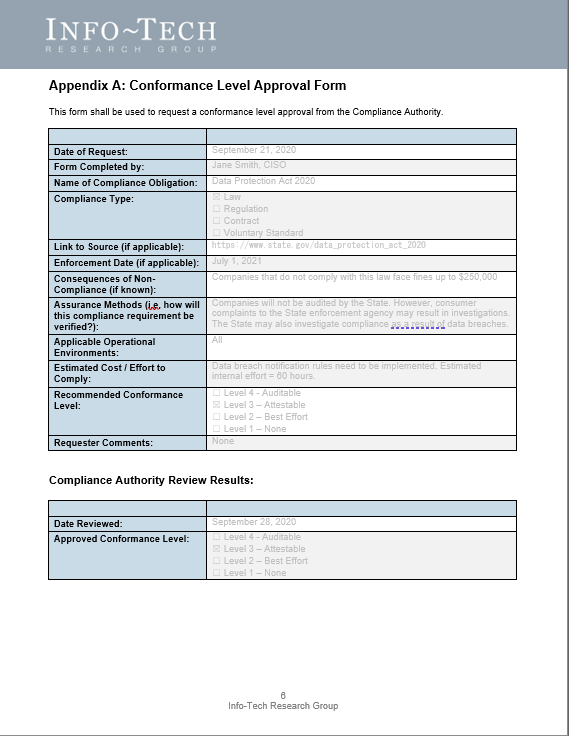 INFO~TECH
RESEARCH GROUP
Appendix A: Conformance Level Approval Form
This form shall be used to request a conformance level approval from the Compliance Authority.
Date of Request: September 21, 2020
Form Completed by: Jane Smith, CISO
Name of Compliance Obligation: Data Protection Act 2020
Compliance Type: ☒ Law
☐ Regulation
☐ Contract
☐ Voluntary Standard
Link to Source (if applicable): https://www.state.gov/data_protection_act_2020
Enforcement Date (if applicable): July 1, 2021
Consequences of Non-
Compliance (if known):
Companies that do not comply with this law face fines up to $250,000
Assurance Methods (i.e. how will
this compliance requirement be
verified?):
Companies will not be audited by the State. However, consumer
complaints to the State enforcement agency may result in investigations.
The State may also investigate compliance as a result of data breaches.
Applicable Operational
Environments:
All
Estimated Cost / Effort to
Comply:
Data breach notification rules need to be implemented. Estimated
internal effort = 60 hours.
Recommended Conformance
Level:
☐ Level 4 - Auditable
☒ Level 3 – Attestable
☐ Level 2 – Best Effort
☐ Level 1 – None
Requester Comments: None
Compliance Authority Review Results:
Date Reviewed: September 28, 2020
Approved Conformance Level: ☐ Level 4 - Auditable
☒ Level 3 – Attestable
☐ Level 2 – Best Effort
☐ Level 1 – None
6
Info-Tech Research Group